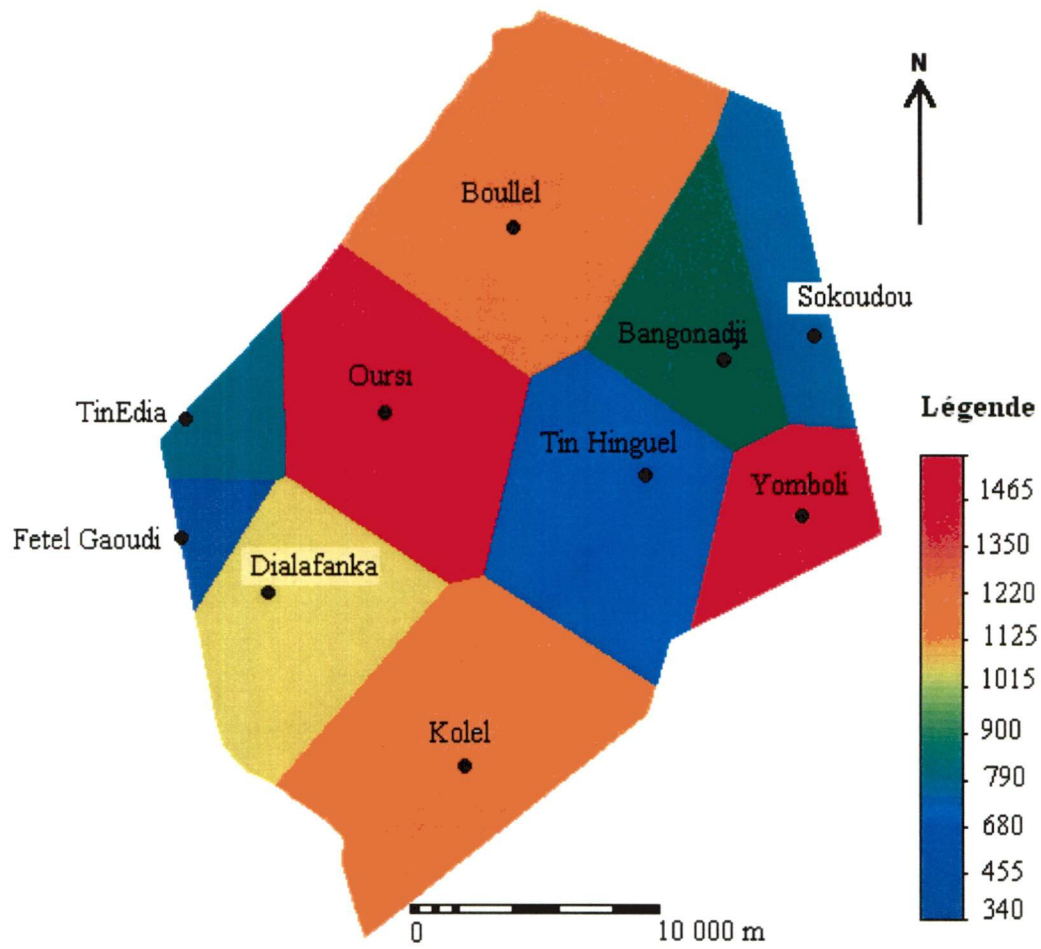 N
Boullel
Sokoudou
Bangonadji
Oursi
TinEdia
Légende
Tin Hinguel
Yomboli
Fetel Gaoudi
Dialafanka
Kolel
1465
1350
1220
1125
1015
900
790
680
455
340
0
10 000 m